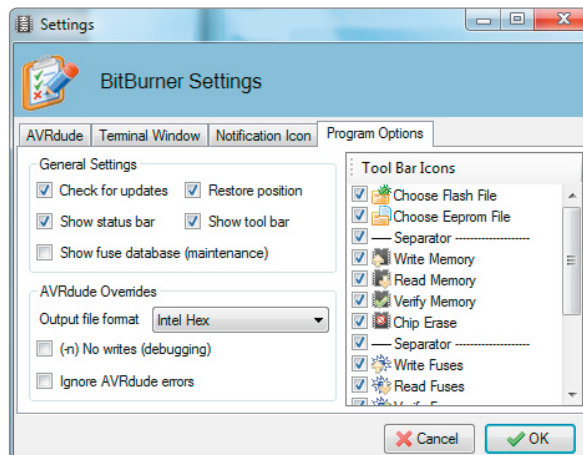 Settings
BitBurner Settings
AVRdude Terminal Window Notification Icon Program Options
General Settings
Check for updates Restore position
Show status bar Show tool bar
Show fuse database (maintenance)
AVRdude Overrides
Output file format Intel Hex
(-n) No writes (debugging)
Ignore AVRdude errors
Tool Bar Icons
Choose Flash File
Choose Eeprom File
–— Separator --------------------
Write Memory
Read Memory
Verify Memory
Chip Erase
–— Separator --------------------
Write Fuses
Read Fuses
Cancel OK